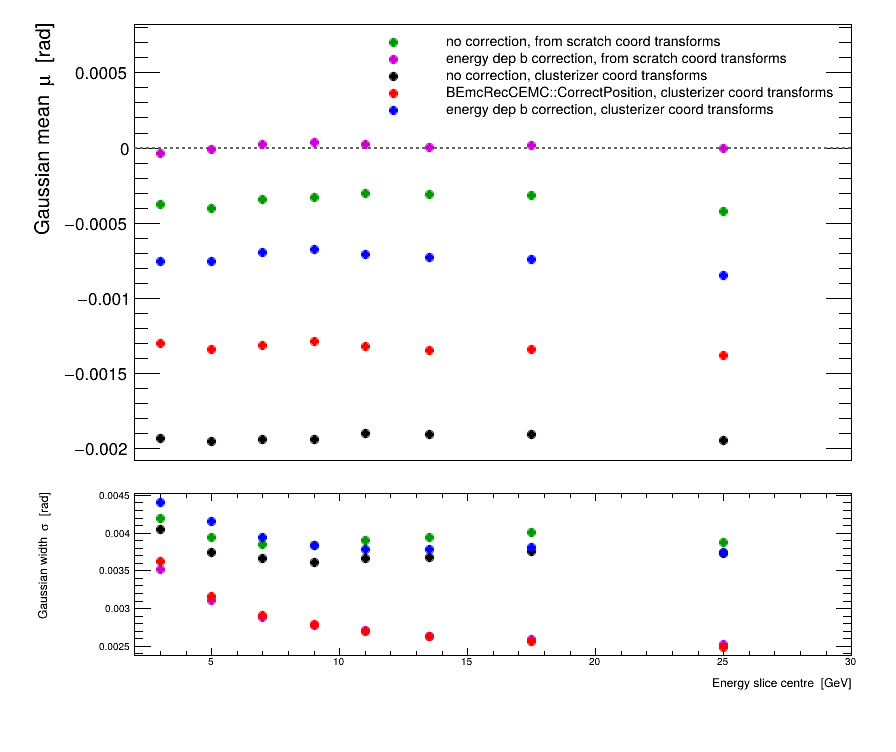 no correction, from scratch coord transforms
energy dep b correction, from scratch coord transforms
no correction, clusterizer coord transforms
BEmcRecCEMC::CorrectPosition, clusterizer coord transforms
energy dep b correction, clusterizer coord transforms
Gaussian mean μ [rad]
0.0005
0
−0.0005
−0.001
−0.0015
−0.002
Gaussian width σ [rad]
0.0045
0.004
0.0035
0.003
0.0025
5 10 15 20 25 30
Energy slice centre [GeV]